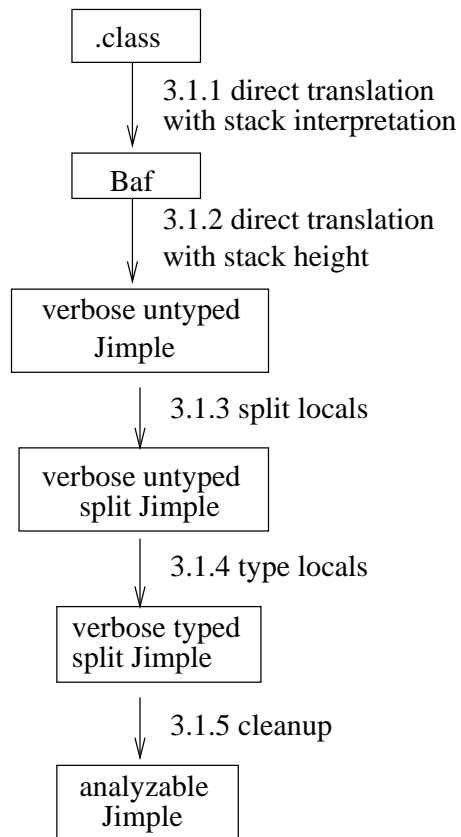 .class
3.1.1 direct translation
with stack interpretation
Baf
3.1.2 direct translation
with stack height
verbose untyped
Jimple
3.1.3 split locals
verbose untyped
split Jimple
3.1.4 type locals
verbose typed
split Jimple
3.1.5 cleanup
analyzable
Jimple